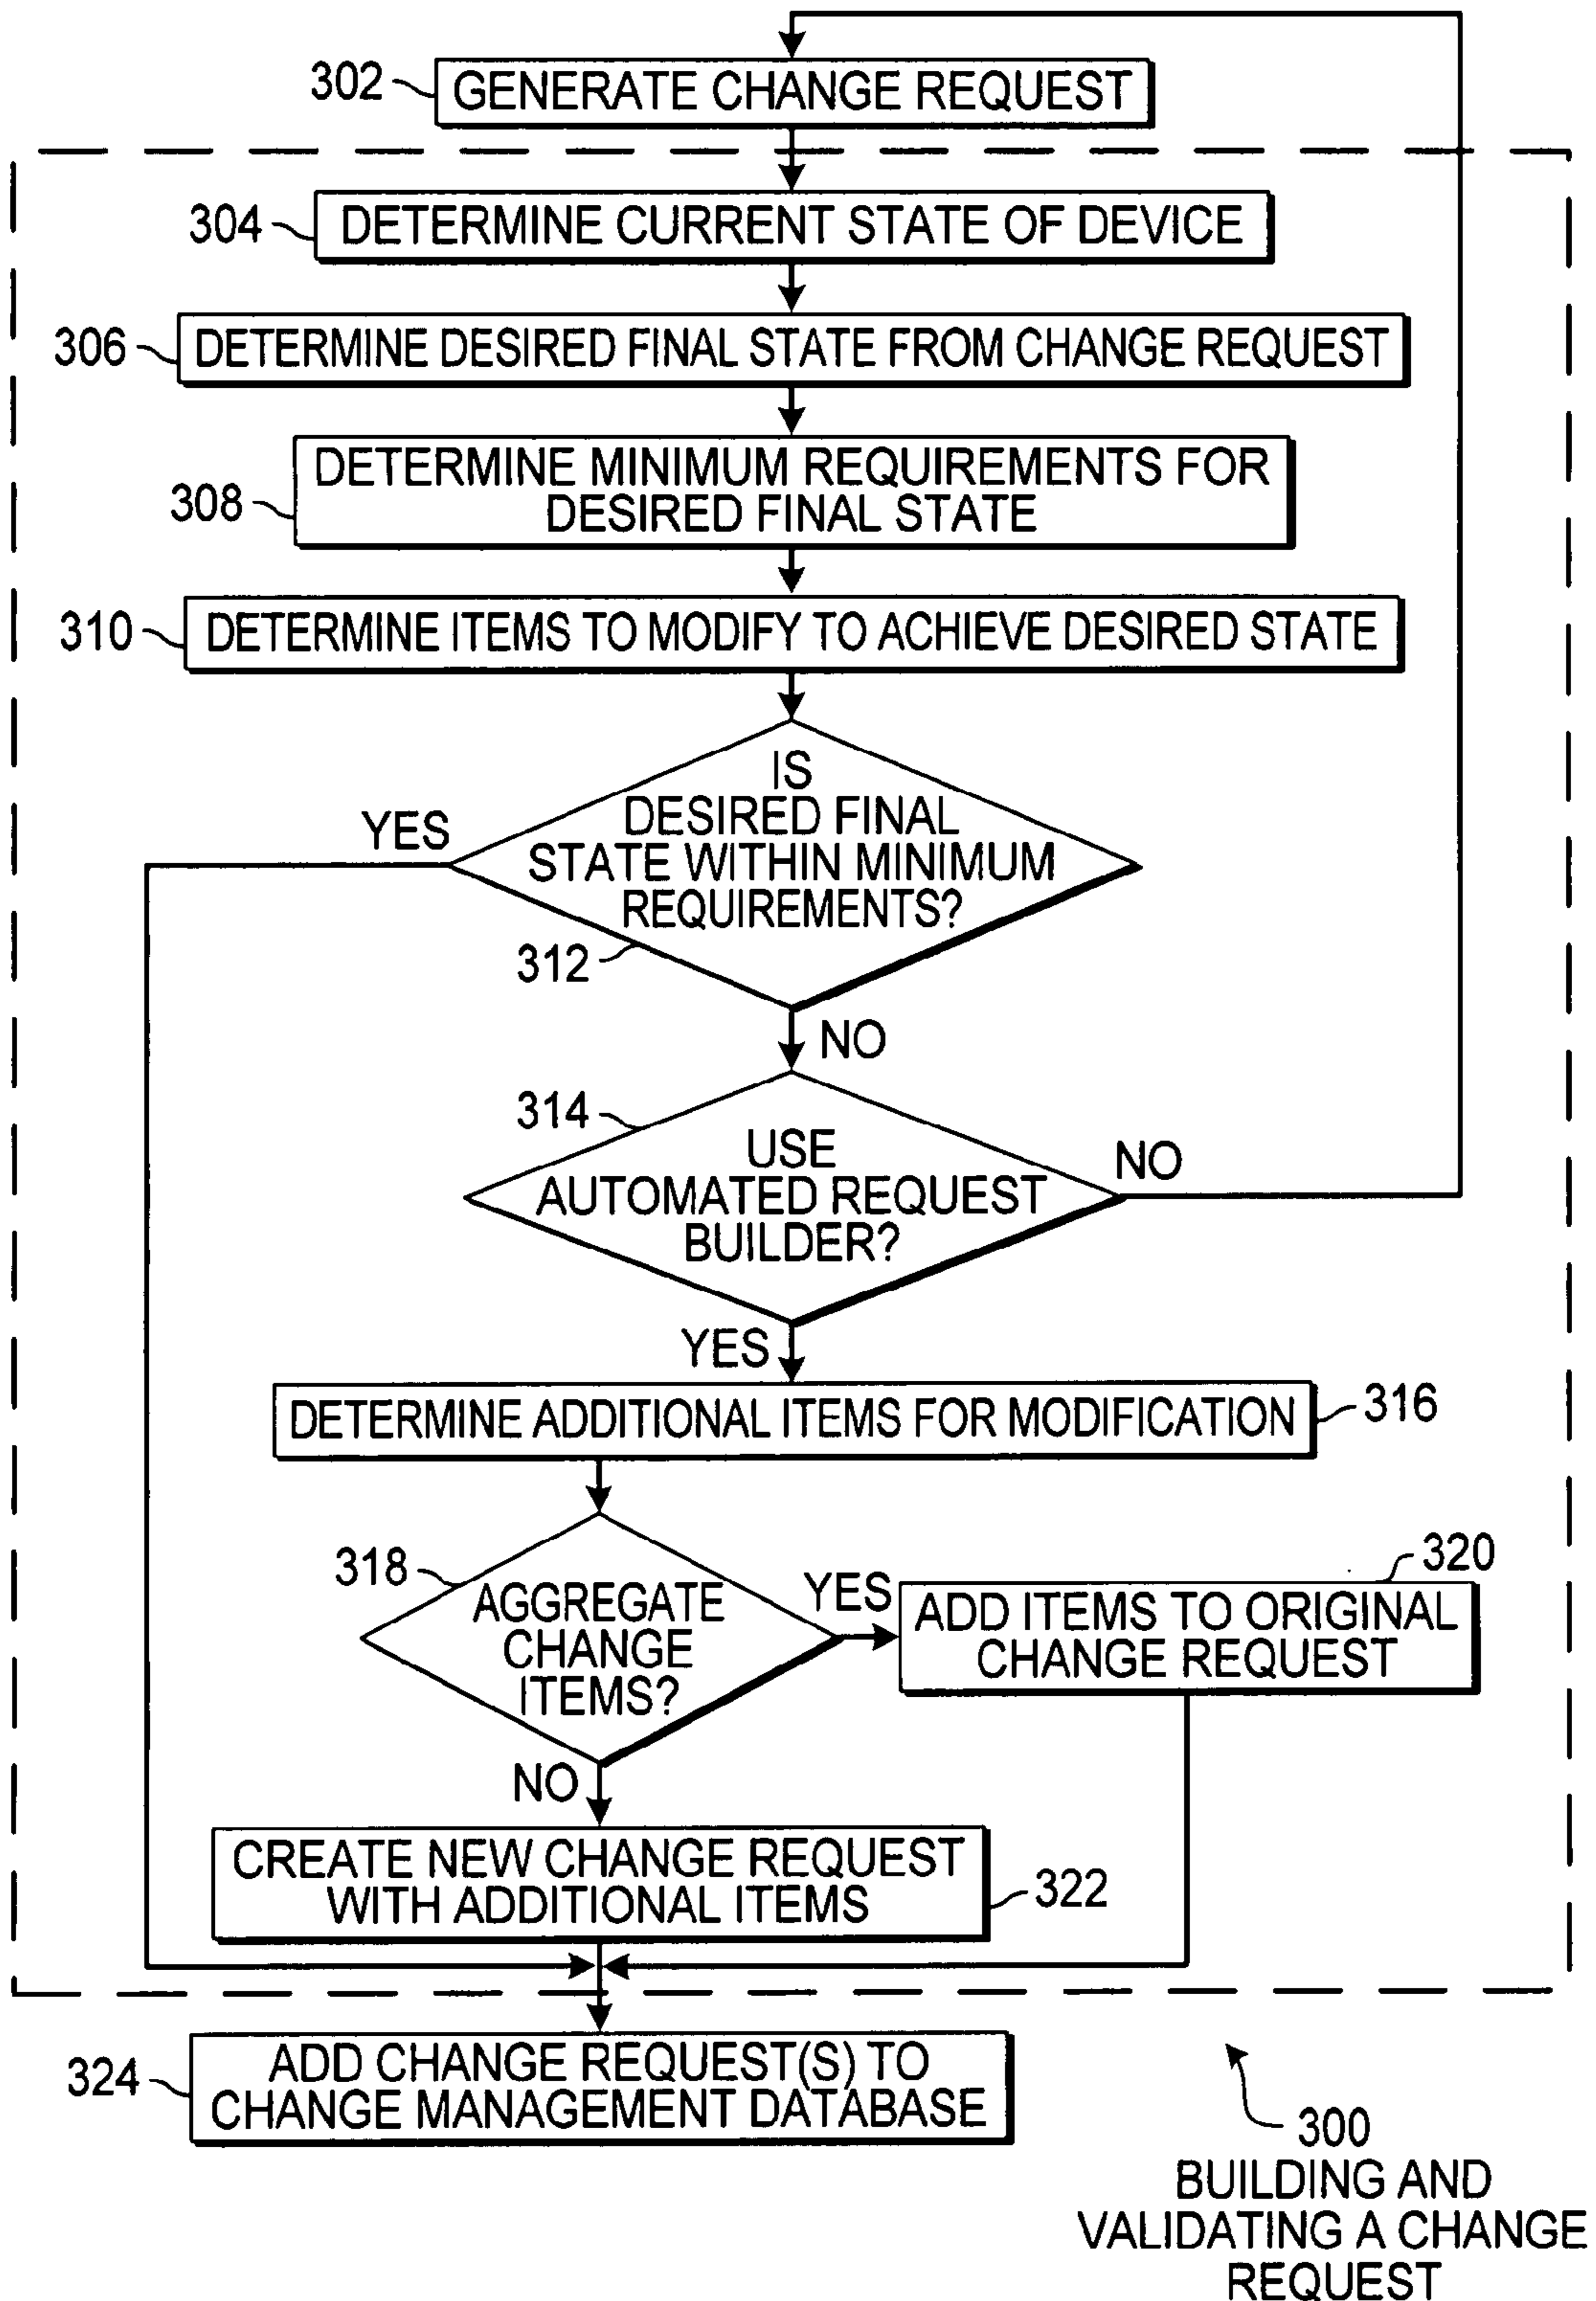 302
GENERATE CHANGE REQUEST
304
DETERMINE CURRENT STATE OF DEVICE
306
DETERMINE DESIRED FINAL STATE FROM CHANGE REQUEST
308
DETERMINE MINIMUM REQUIREMENTS FOR
DESIRED FINAL STATE
310
DETERMINE ITEMS TO MODIFY TO ACHIEVE DESIRED STATE
IS
DESIRED FINAL
STATE WITHIN MINIMUM
REQUIREMENTS?
YES
312
NO
314
USE
AUTOMATED REQUEST
BUILDER?
NO
YES
DETERMINE ADDITIONAL ITEMS FOR MODIFICATION
316
318
AGGREGATE
CHANGE
ITEMS?
YES
320
ADD ITEMS TO ORIGINAL
CHANGE REQUEST
NO
CREATE NEW CHANGE REQUEST
WITH ADDITIONAL ITEMS
322
324
ADD CHANGE REQUEST(S) TO
CHANGE MANAGEMENT DATABASE
300
BUILDING AND
VALIDATING A CHANGE
REQUEST